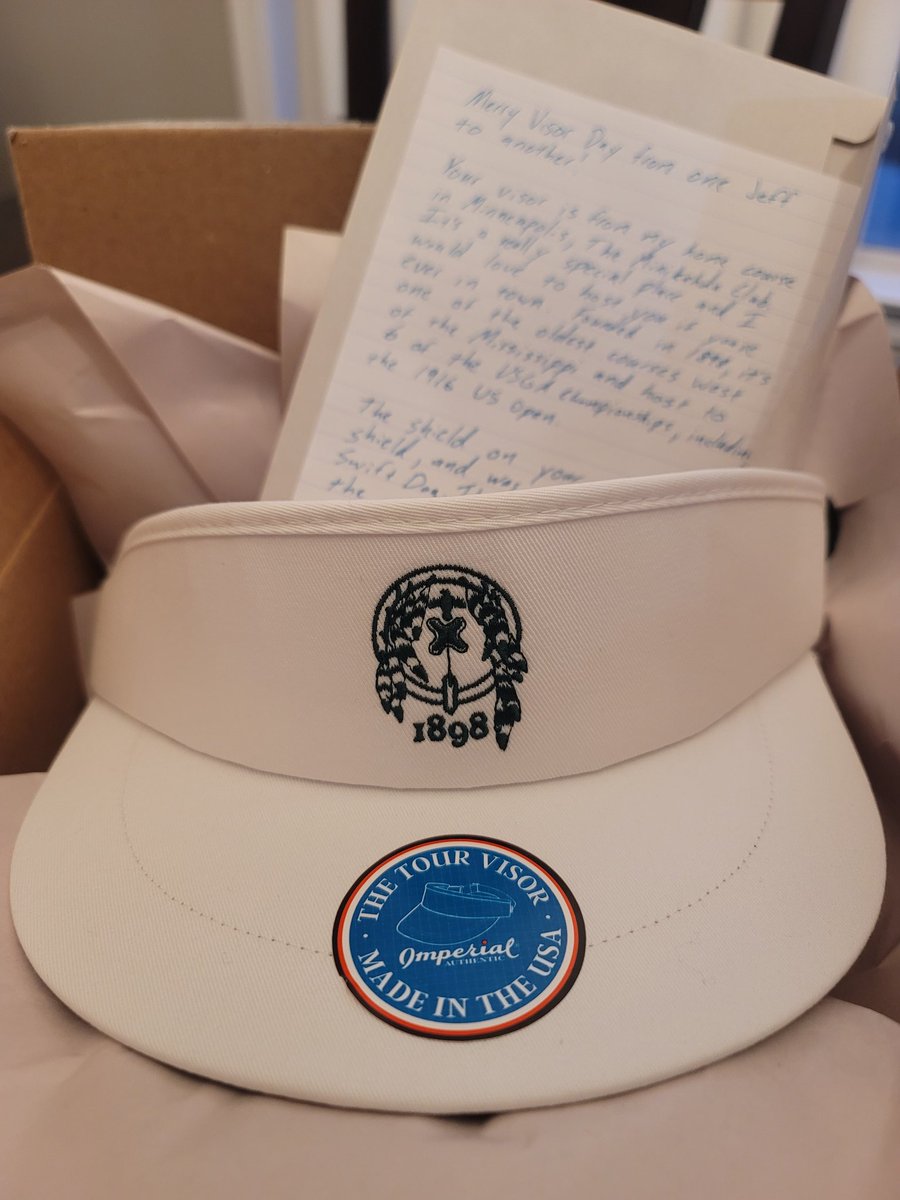 Merry Visor Day from one Jeff
to another!
Your visor is from my home course
in Minneapolis, The Minikahda Club.
It's a really special place and I
would love to host you if you're
ever in town. Founded in 1898, it's
one of the oldest courses west
of the Mississippi and host to
6 of the USGA championships, including
the 1916 US Open.
The shield on your
shield, and was
Swift Dog
the
1898
· THE TOUR VISOR ·
Imperial
AUTHENTIC
MADE IN THE USA